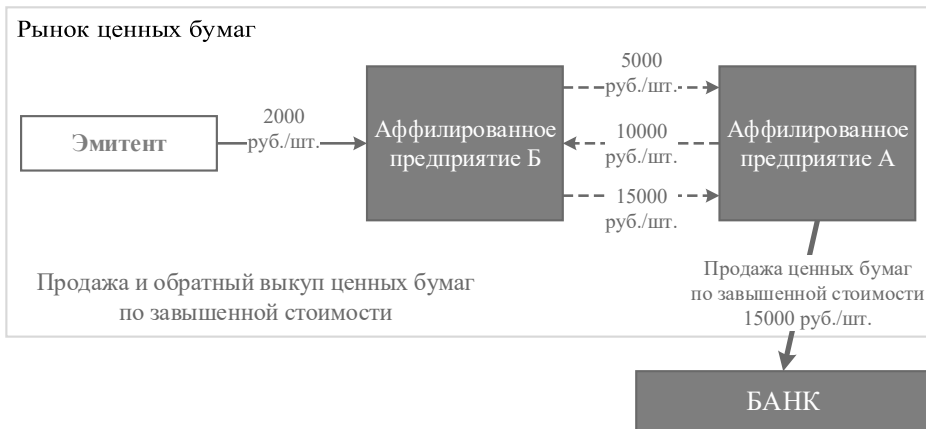 Рынок ценных бумаг
Эмитент
2000
руб./шт.
Аффилированное
предприятие Б
5000
руб./шт.
10000
руб./шт.
15000
руб./шт.
Аффилированное
предприятие А
Продажа и обратный выкуп ценных бумаг
по завышенной стоимости
Продажа ценных бумаг
по завышенной стоимости
15000 руб./шт.
БАНК